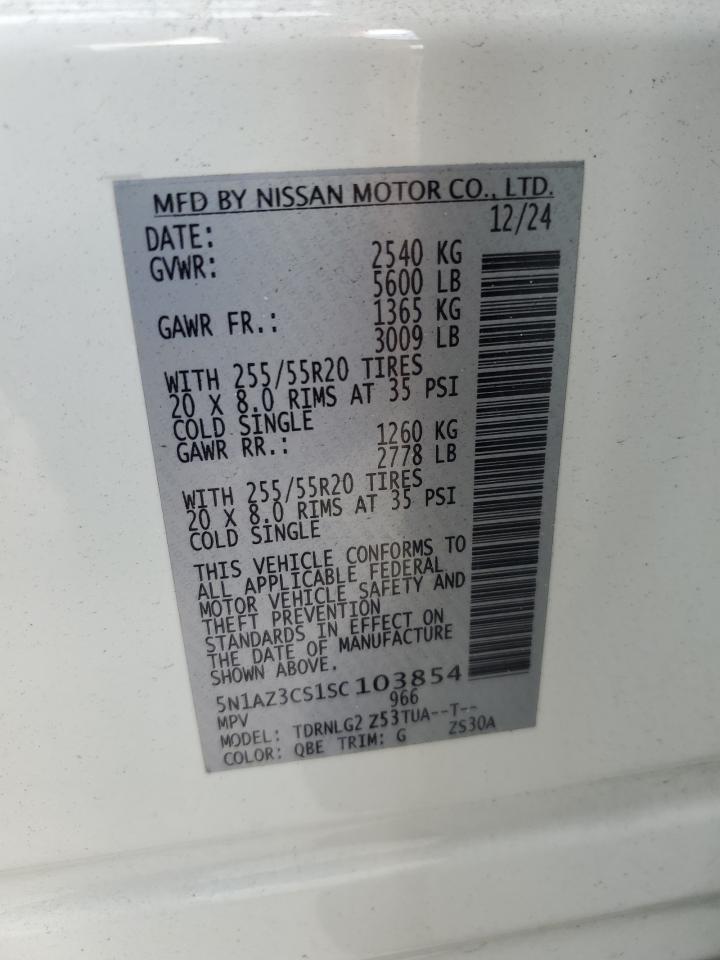 MFD BY NISSAN MOTOR CO., LTD.
DATE: 12/24
GVWR: 2540 KG
5600 LB
GAWR FR.: 1365 KG
3009 LB
WITH 255/55R20 TIRES
20 X 8.0 RIMS AT 35 PSI
COLD SINGLE
GAWR RR.: 1260 KG
2778 LB
WITH 255/55R20 TIRES
20 X 8.0 RIMS AT 35 PSI
COLD SINGLE
THIS VEHICLE CONFORMS TO
ALL APPLICABLE FEDERAL
MOTOR VEHICLE SAFETY AND
THEFT PREVENTION
STANDARDS IN EFFECT ON
THE DATE OF MANUFACTURE
SHOWN ABOVE.
5N1AZ3CS1SC 103854
MPV 966
MODEL: TDRNLG2 Z53TUA--T--
COLOR: QBE TRIM: G ZS30A